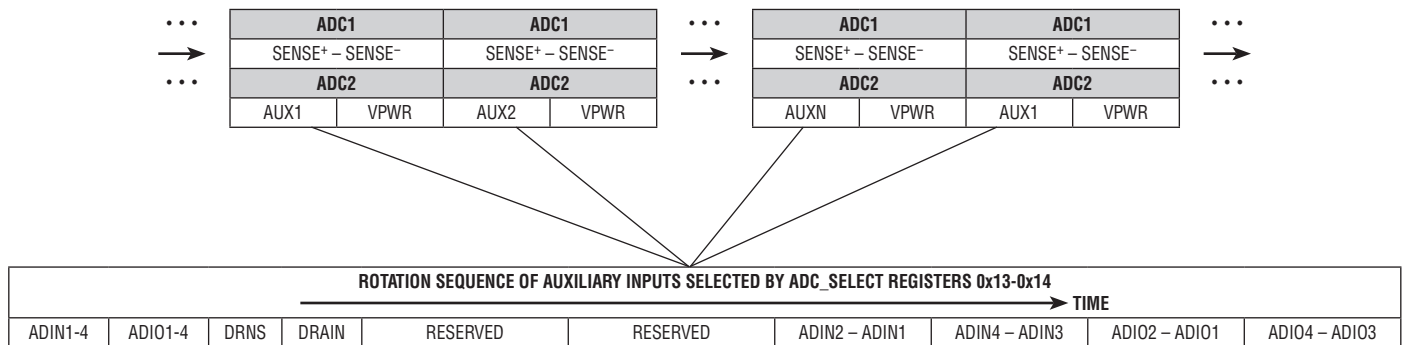 ••• ADC1 ADC1 ••• ADC1 ADC1 •••
SENSE⁺ – SENSE⁻ SENSE⁺ – SENSE⁻ SENSE⁺ – SENSE⁻ SENSE⁺ – SENSE⁻
••• ADC2 ADC2 ••• ADC2 ADC2 •••
AUX1 VPWR AUX2 VPWR AUXN VPWR AUX1 VPWR
ROTATION SEQUENCE OF AUXILIARY INPUTS SELECTED BY ADC_SELECT REGISTERS 0x13-0x14
TIME
ADIN1-4 ADIO1-4 DRNS DRAIN RESERVED RESERVED ADIN2 – ADIN1 ADIN4 – ADIN3 ADIO2 – ADIO1 ADIO4 – ADIO3